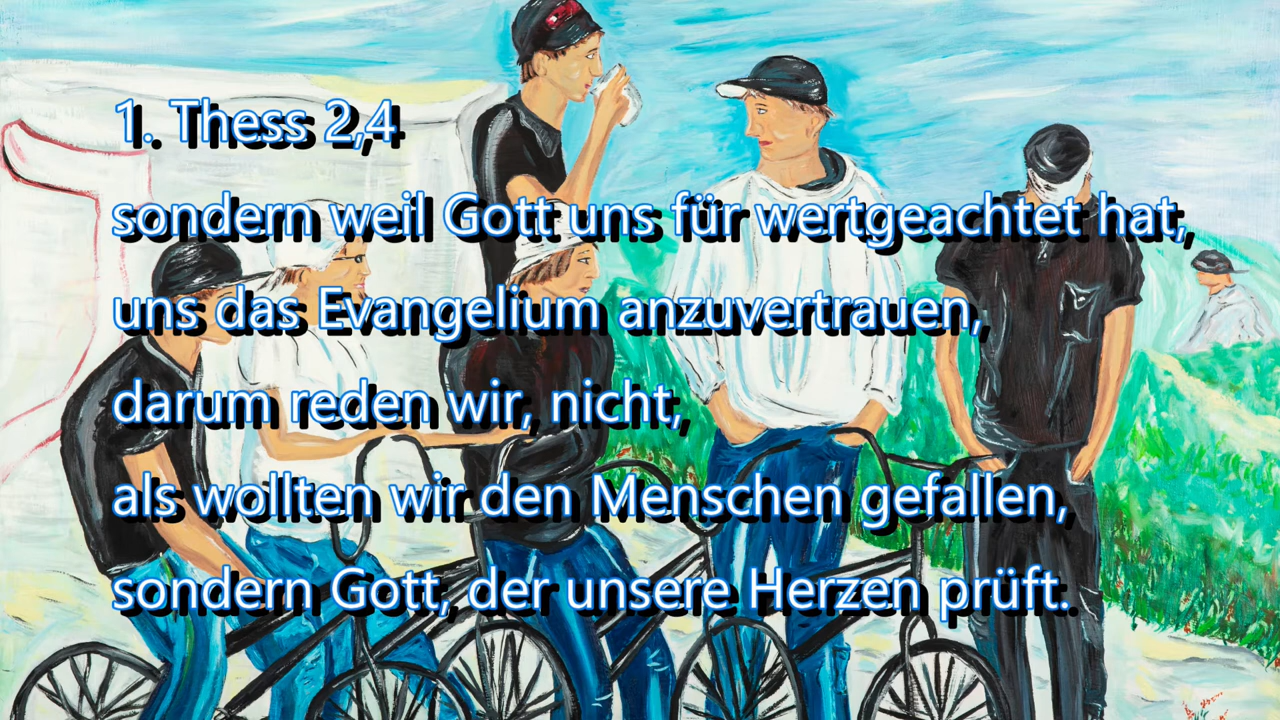 1. Thess 2,4
sondern weil Gott uns für wertgeachtet hat,
uns das Evangelium anzuvertrauen,
darum reden wir, nicht,
als wollten wir den Menschen gefallen,
sondern Gott, der unsere Herzen prüft.